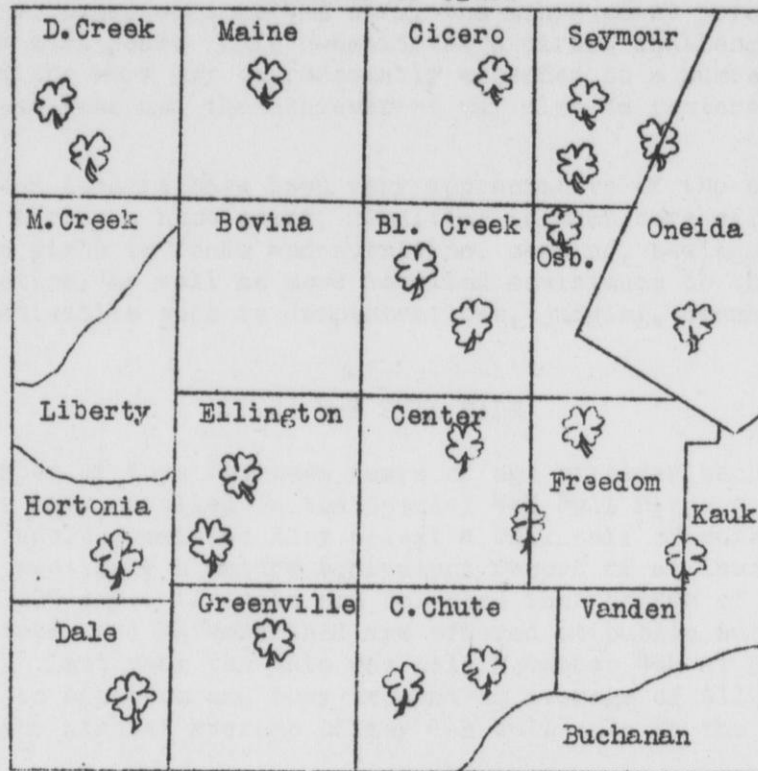 D. Creek Maine Cicero Seymour
M. Creek Bovina Bl. Creek Osb. Oneida
Liberty Ellington Center Freedom
Hortonia Kauk
Dale Greenville C. Chute Vanden
Buchanan